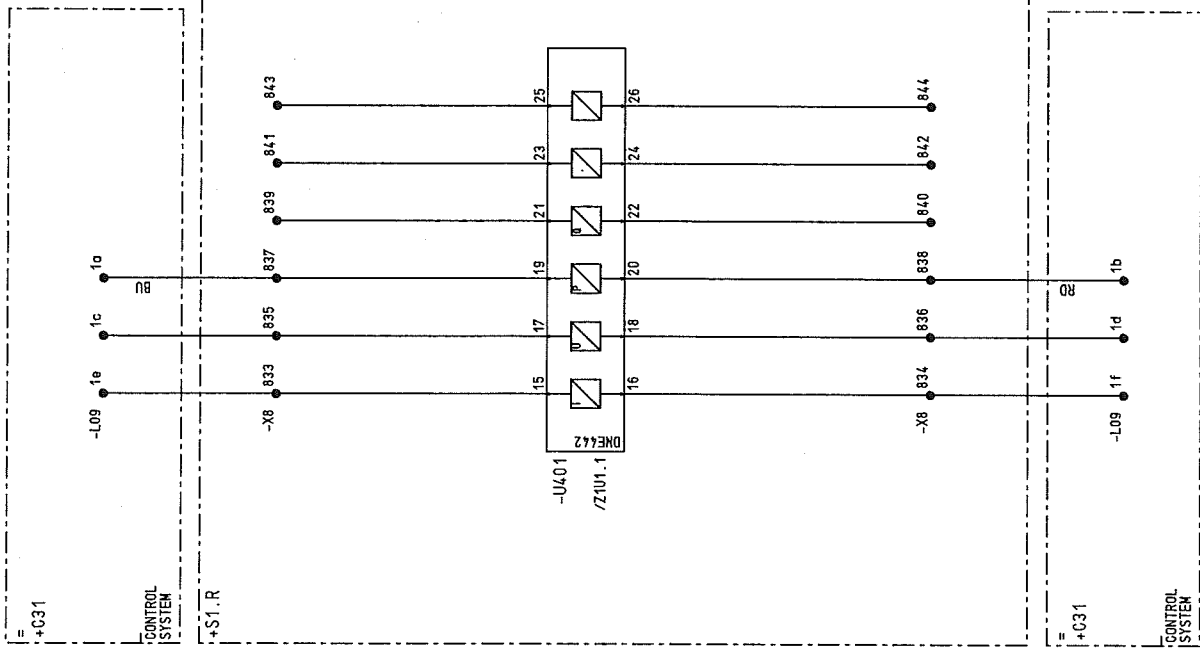 843
25
26
844
841
23
24
842
839
21
22
840
1a
BU
837
19
20
838
RD
1b
1c
835
17
18
836
1d
1e
833
15
16
834
1f
-L09
-X8
-X8
-L09
DNE442
-U401
/Z1U1.1
Q
P
U
I
=
+C31
CONTROL
SYSTEM
+S1.R
=
+C31
CONTROL
SYSTEM